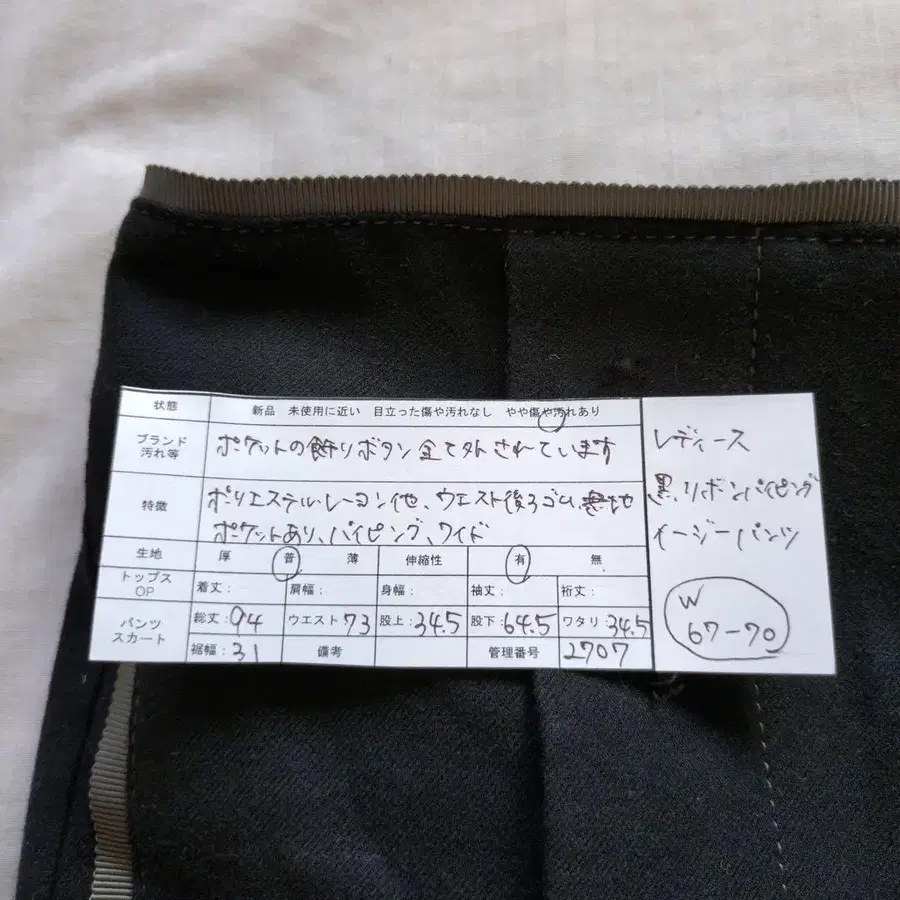 状態 新品 未使用に近い 目立った傷や汚れなし やや傷や汚れあり
ブランド
汚れ等
ポケットの飾りボタン全て外されています
特徴
ポリエステル・レーヨン他、ウエスト後ろゴム、無地
ポケットあり、パイピング、ワイド
生地 厚 普 薄 伸縮性 有 無
トップス
OP
着丈: 肩幅: 身幅: 袖丈: 裄丈:
パンツ
スカート
総丈:94 ウエスト73 股上:34.5 股下:64.5 ワタリ:34.5
裾幅:31 備考 管理番号 2707
レディース
黒、リボンパイピング
イージーパンツ
W
67-70